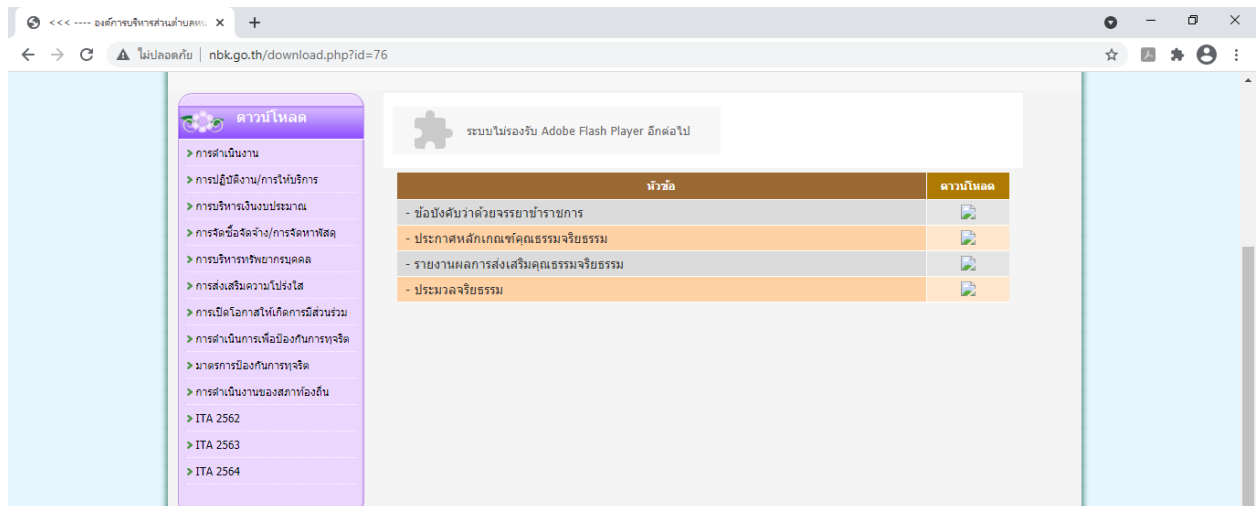 <<< ---- องค์การบริหารส่วนตำบลหน
ไม่ปลอดภัย | nbk.go.th/download.php?id=76
ดาวน์โหลด
การดำเนินงาน
การปฏิบัติงาน/การให้บริการ
การบริหารเงินงบประมาณ
การจัดซื้อจัดจ้าง/การจัดหาพัสดุ
การบริหารทรัพยากรบุคคล
การส่งเสริมความโปร่งใส
การเปิดโอกาสให้เกิดการมีส่วนร่วม
การดำเนินการเพื่อป้องกันการทุจริต
มาตรการป้องกันการทุจริต
การดำเนินงานของสภาท้องถิ่น
ITA 2562
ITA 2563
ITA 2564
ระบบไม่รองรับ Adobe Flash Player อีกต่อไป
หัวข้อ ดาวน์โหลด
- ข้อบังคับว่าด้วยจรรยาข้าราชการ
- ประกาศหลักเกณฑ์คุณธรรมจริยธรรม
- รายงานผลการส่งเสริมคุณธรรมจริยธรรม
- ประมวลจริยธรรม